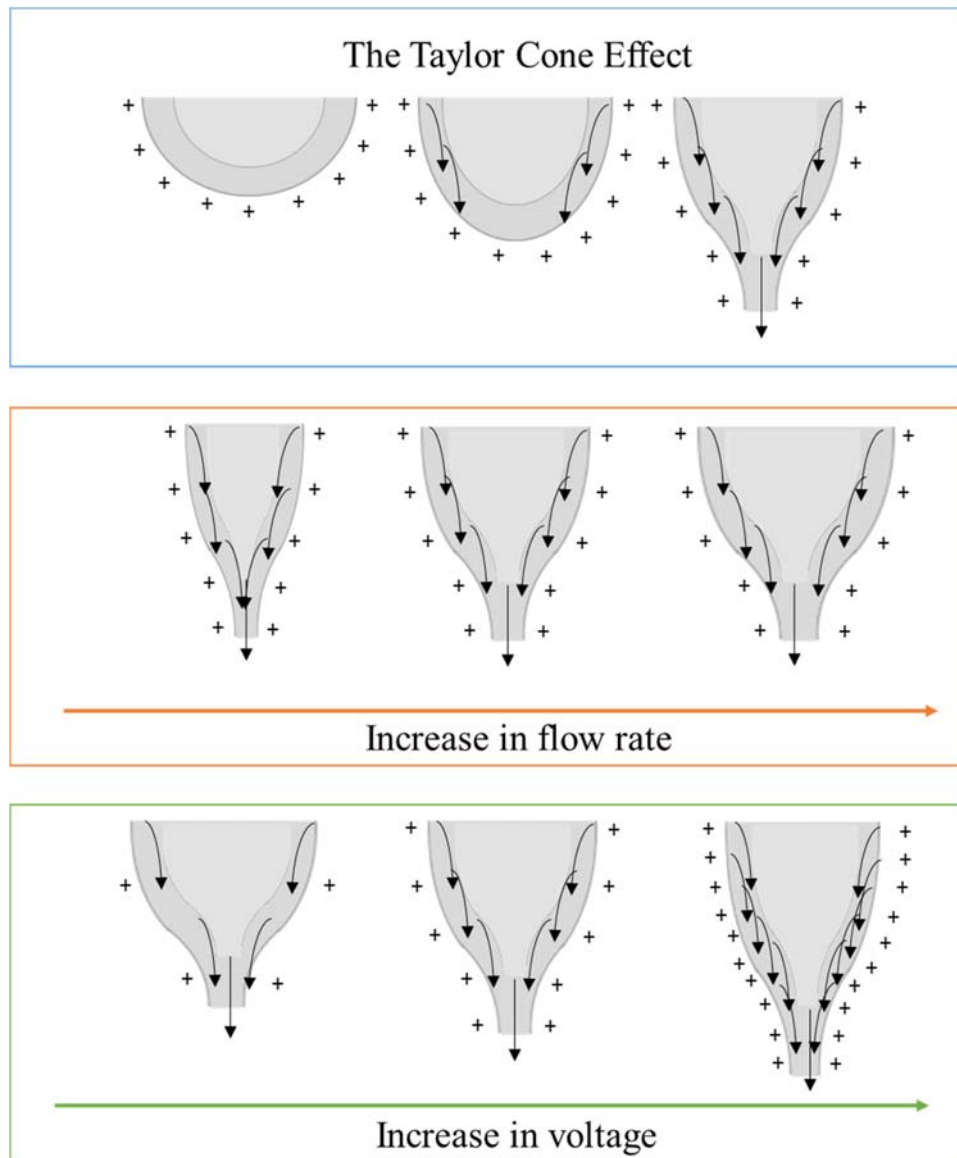 The Taylor Cone Effect
Increase in flow rate
Increase in voltage